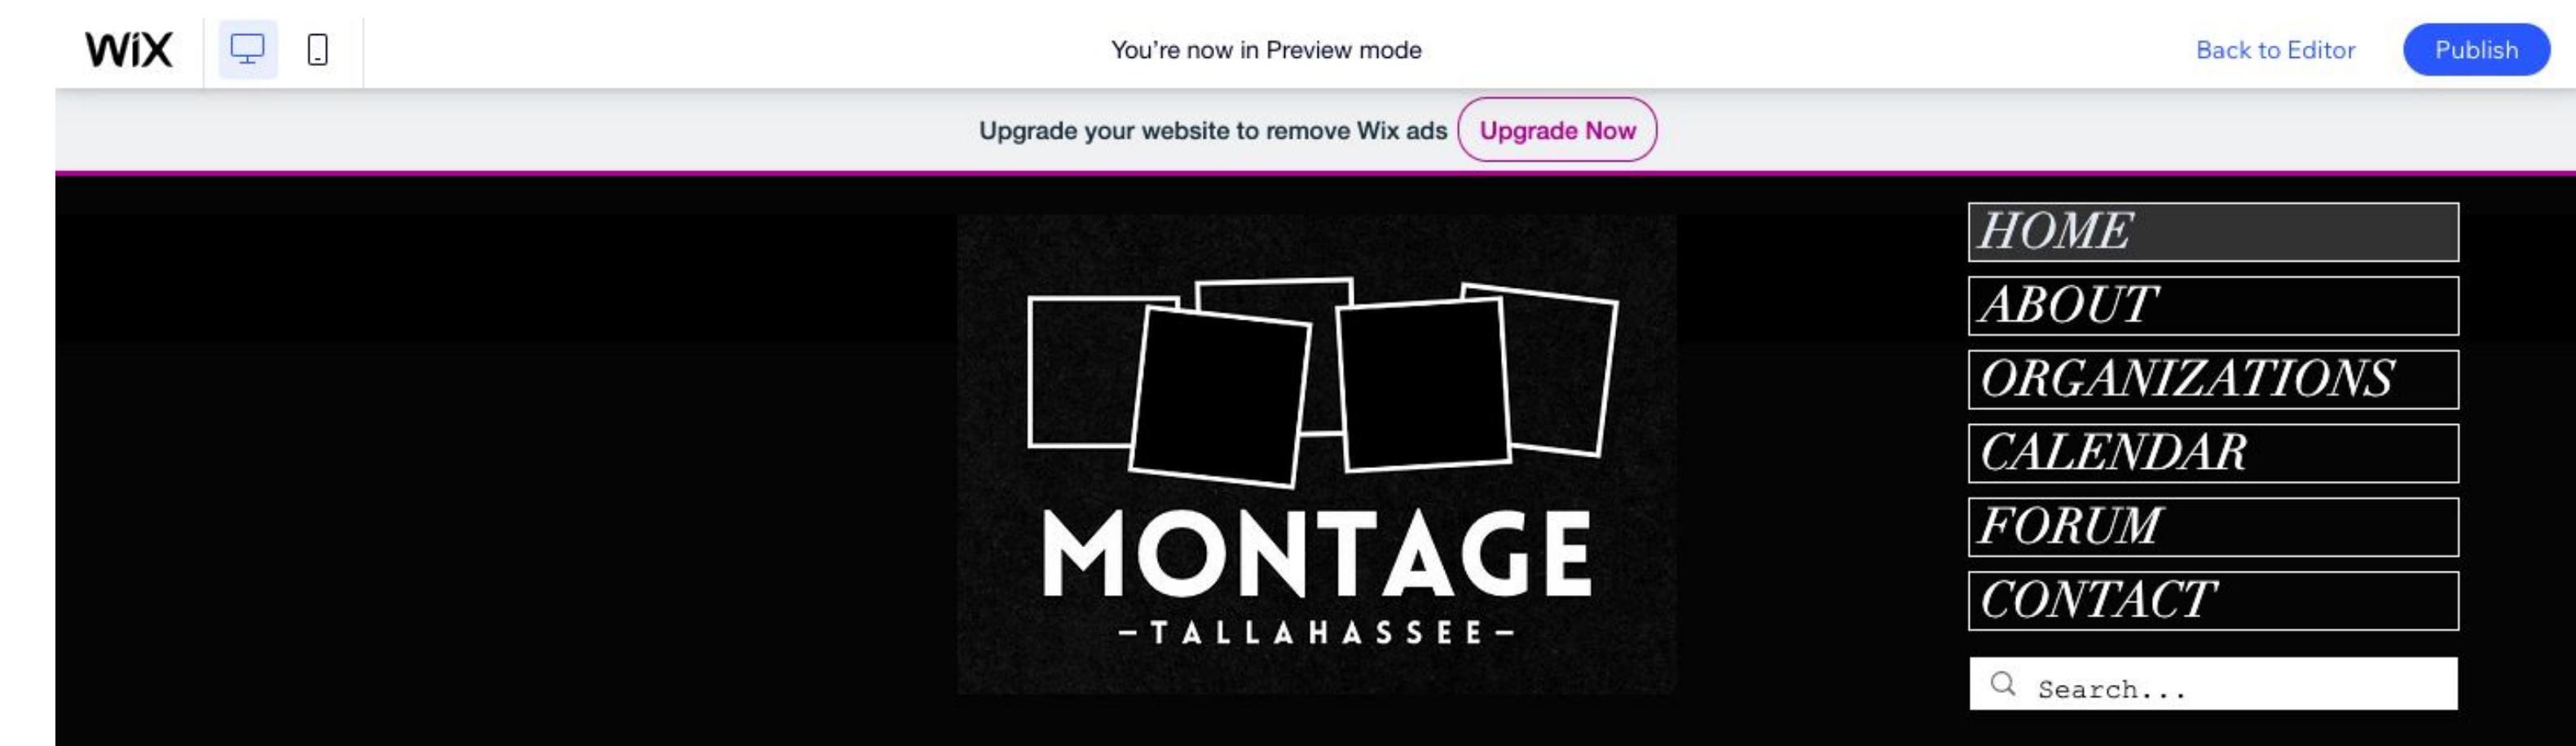 WiX
You're now in Preview mode
Back to Editor
Publish
Upgrade your website to remove Wix ads
Upgrade Now
MONTAGE
-TALLAHASSEE-
HOME
ABOUT
ORGANIZATIONS
CALENDAR
FORUM
CONTACT
Search...